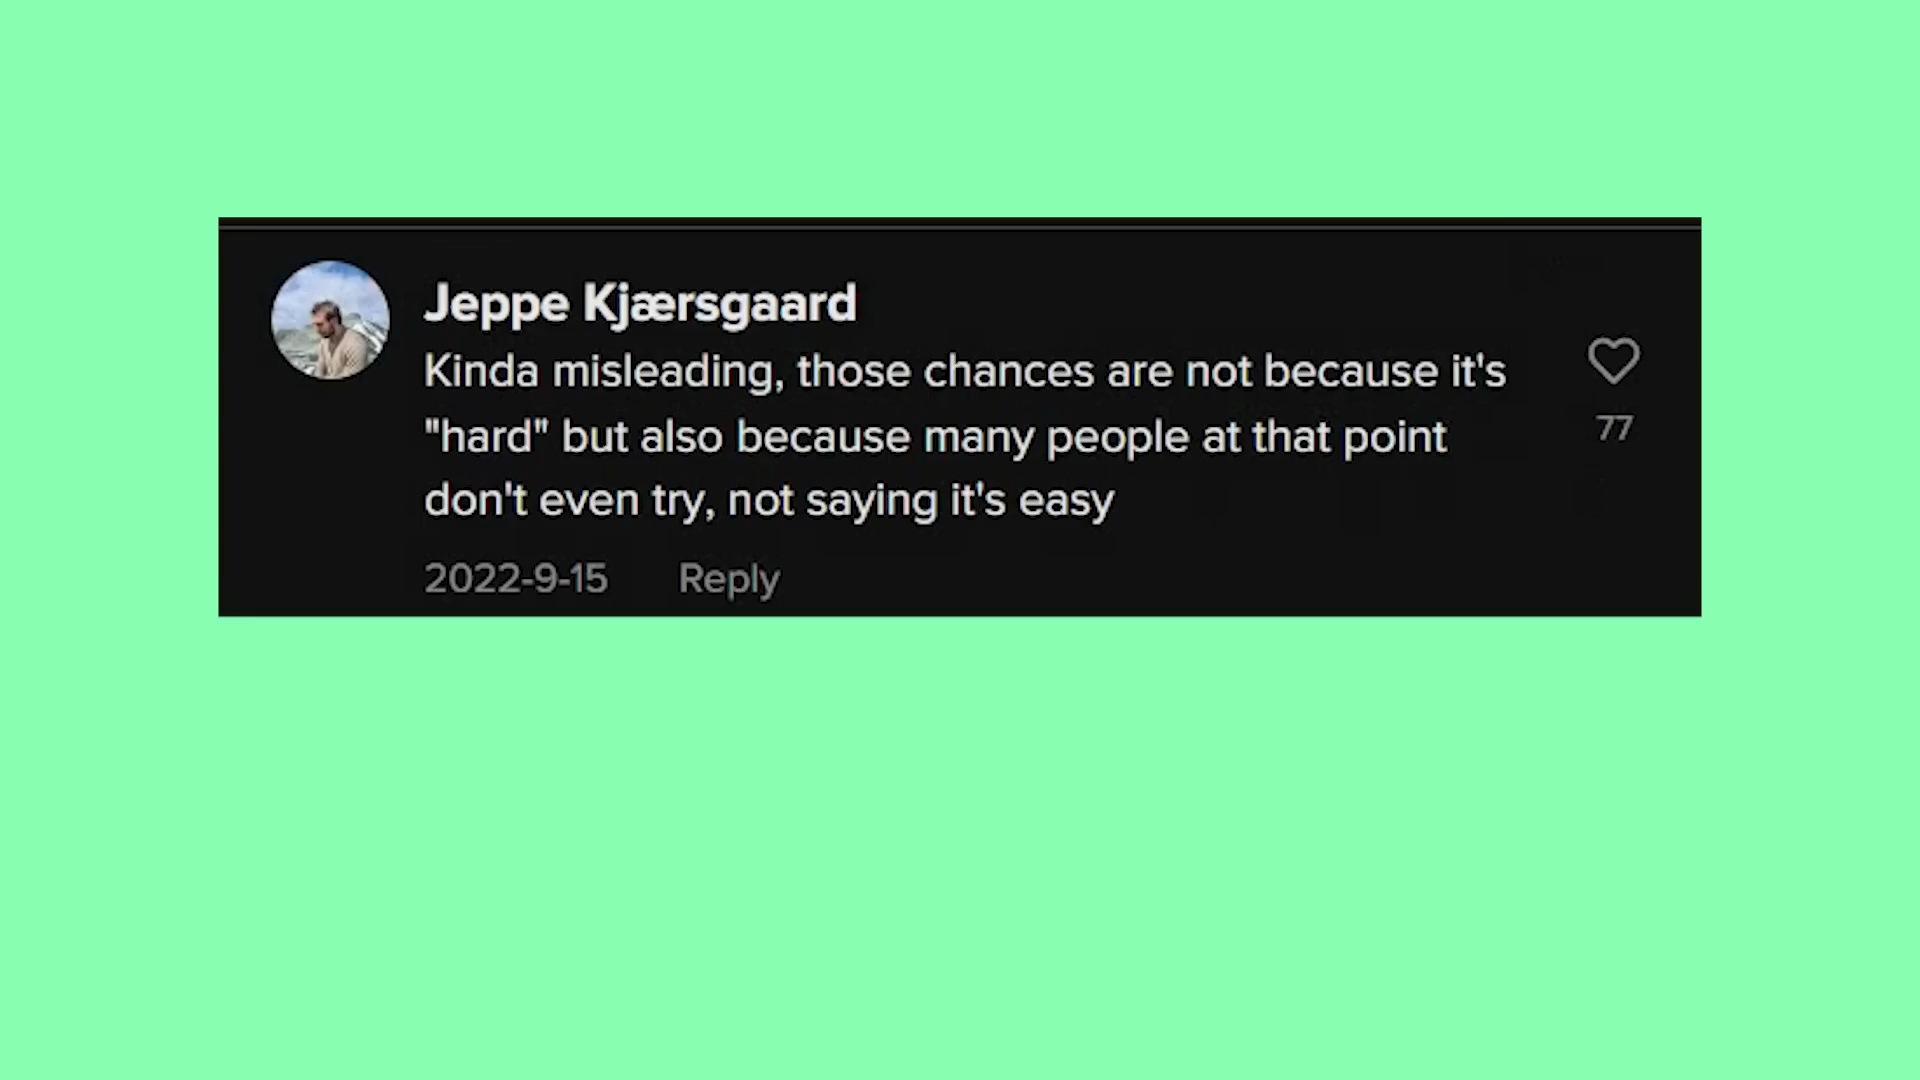 Jeppe Kjærsgaard
Kinda misleading, those chances are not because it's
"hard" but also because many people at that point
don't even try, not saying it's easy
77
2022-9-15 Reply